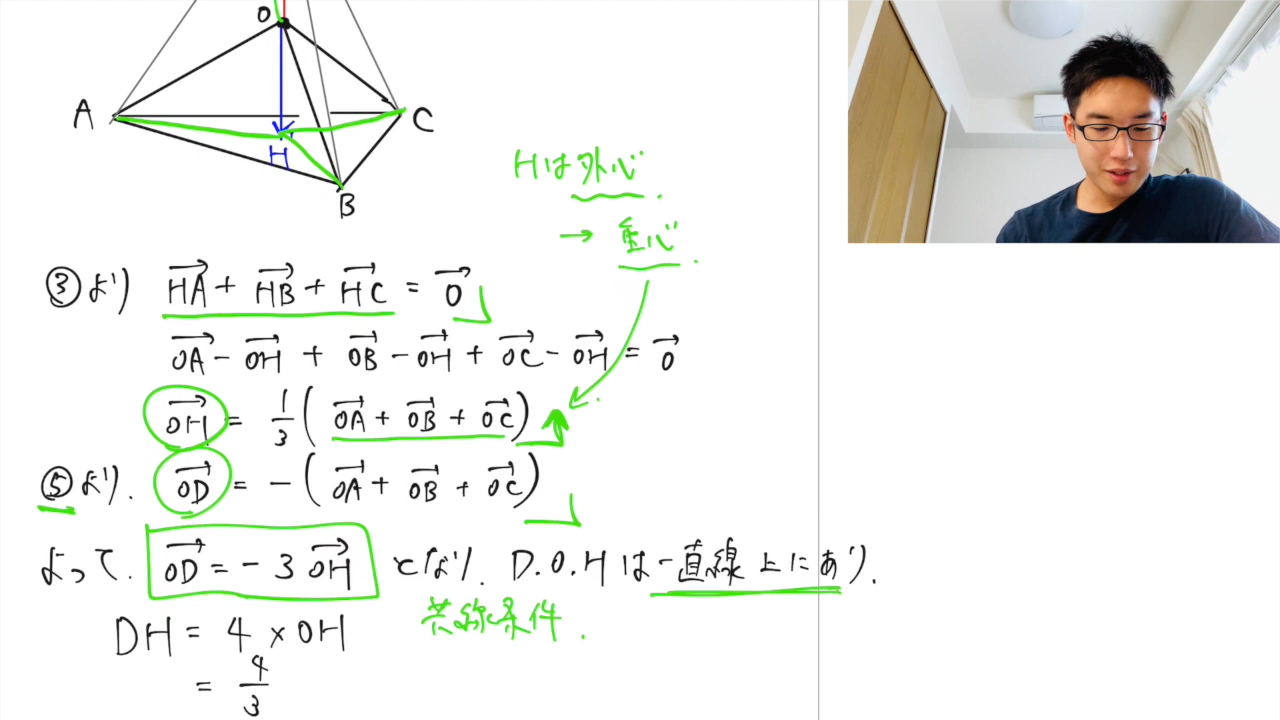 O
A
C
H
B
Hは外心.
→ 重心.
③より HA + HB + HC = 0
OA - OH + OB - OH + OC - OH = 0
OH = 1/3 ( OA + OB + OC )
⑤より. OD = - ( OA + OB + OC )
よって. OD = - 3 OH となり. D.O.Hは一直線上にあり.
共線条件.
DH = 4 × OH
= 4/3